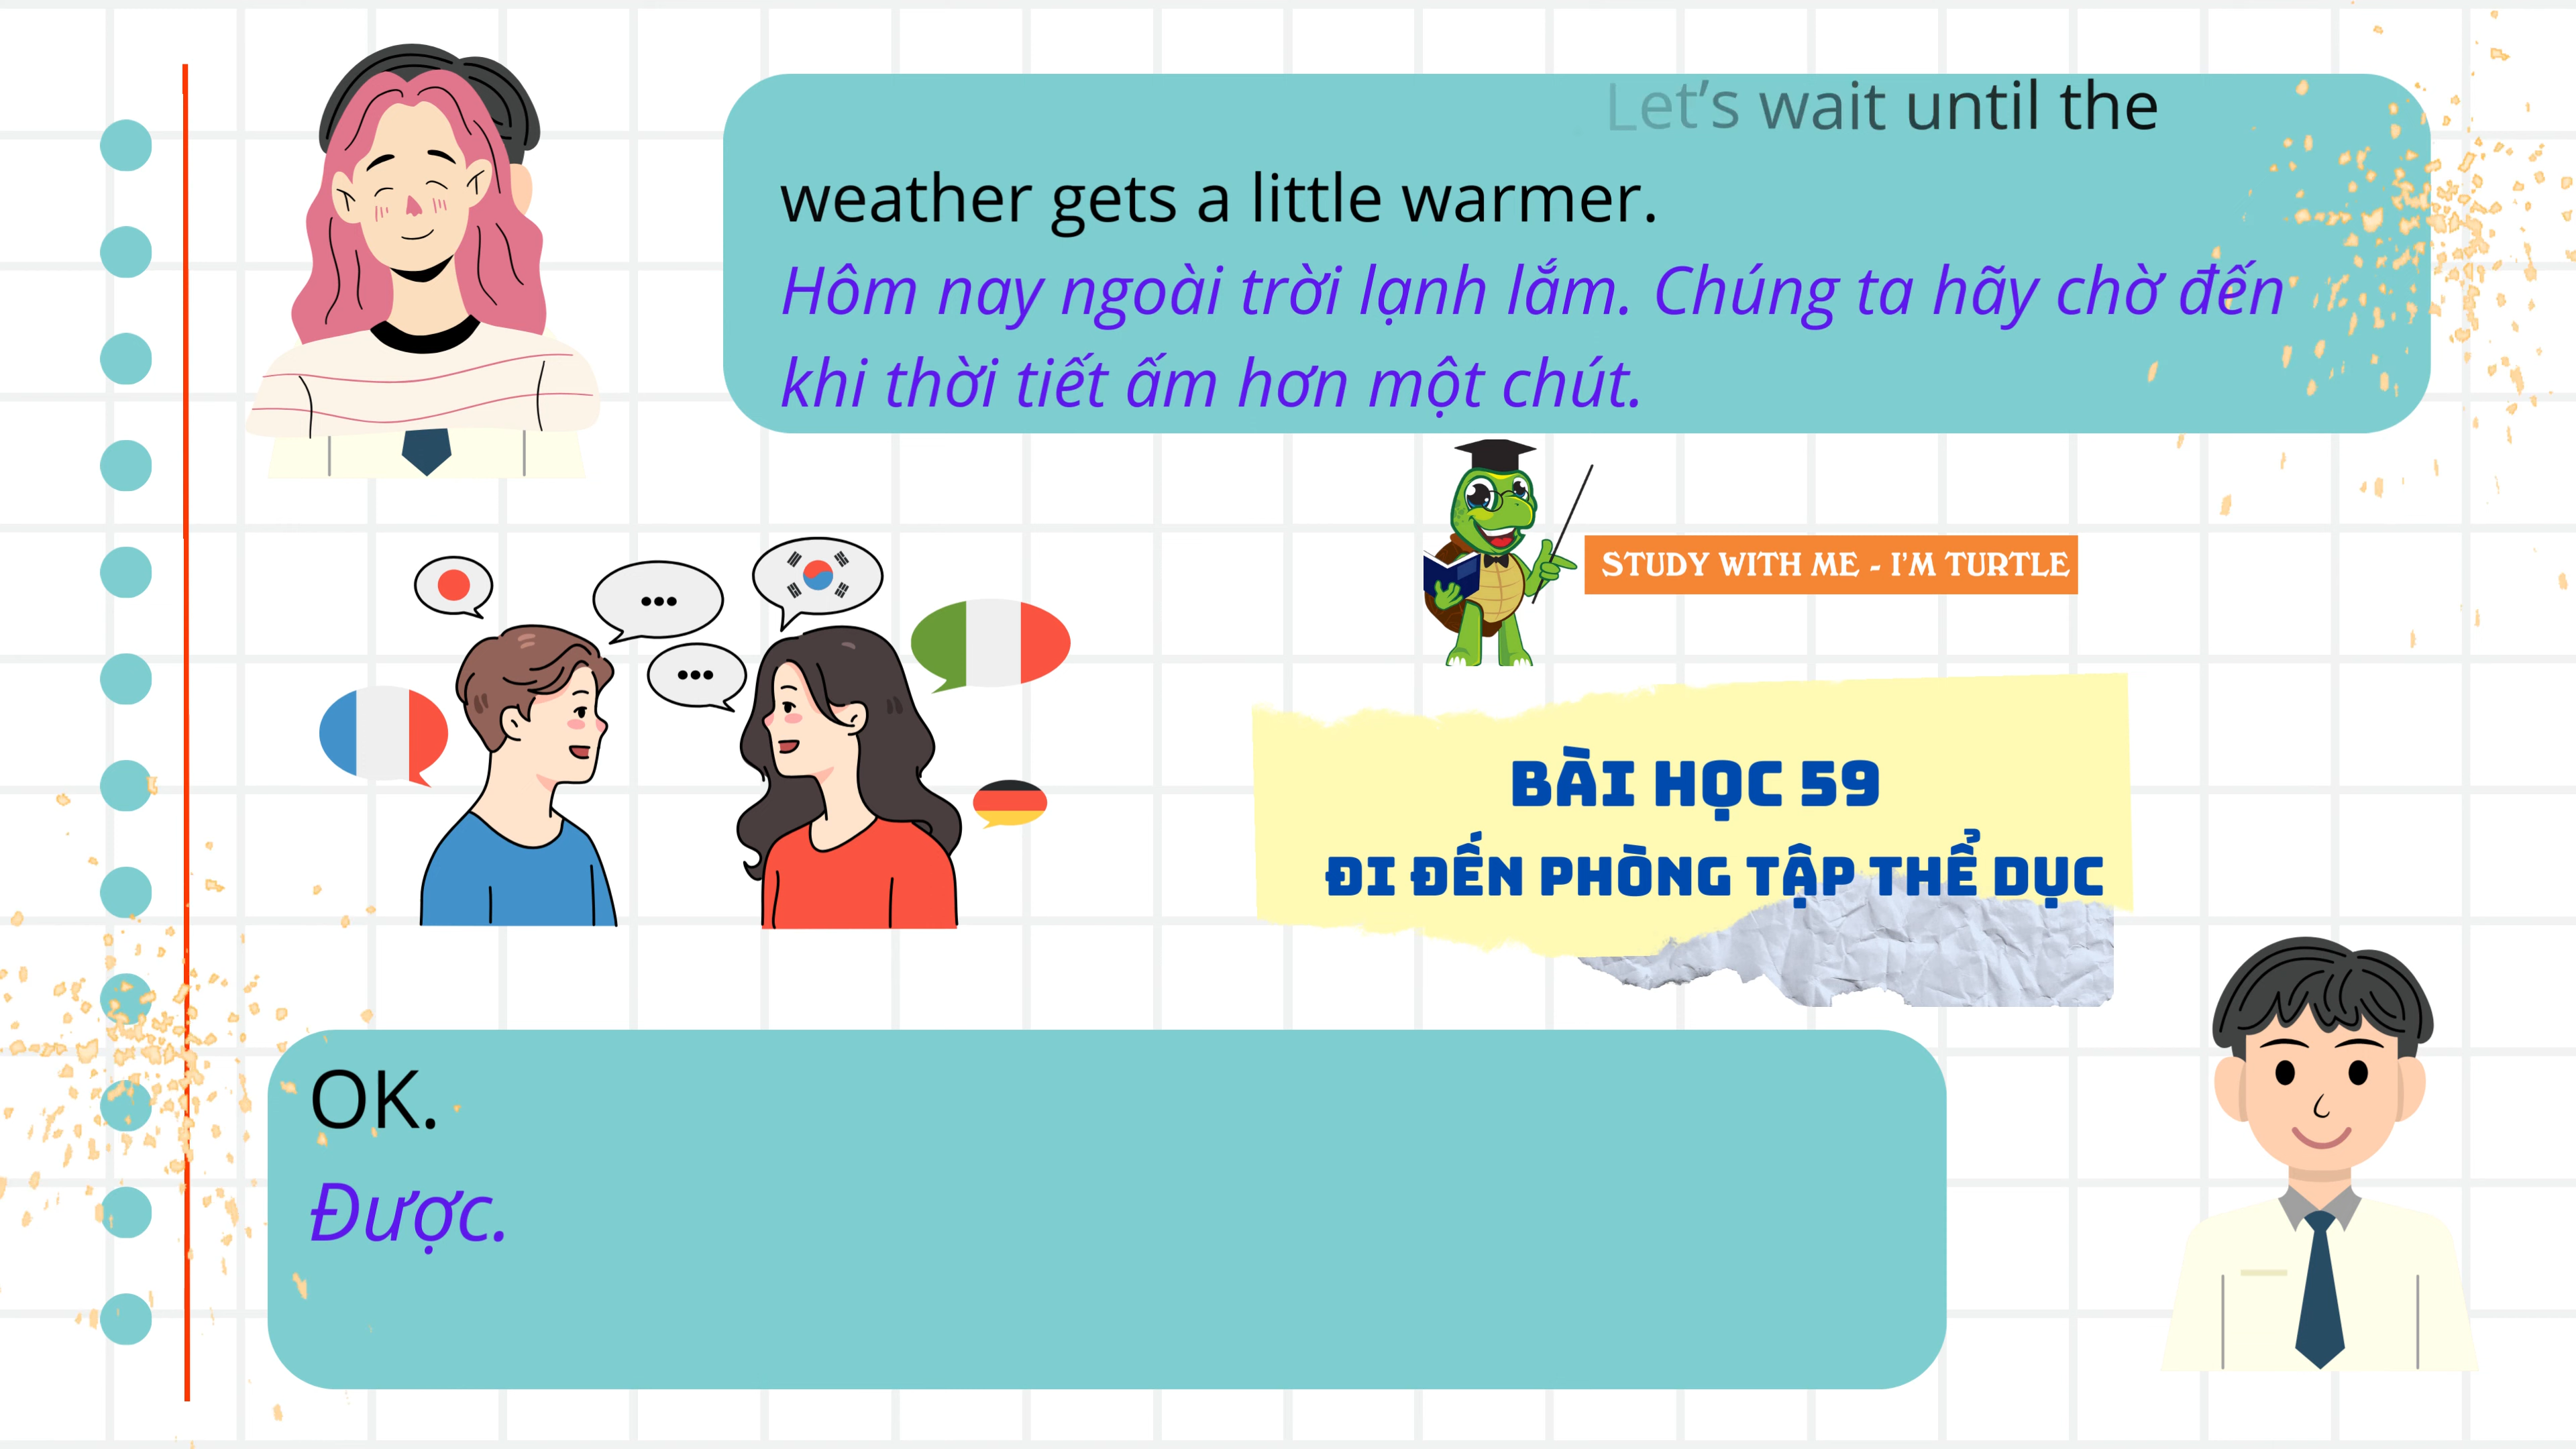 Let's wait until the
weather gets a little warmer.
Hôm nay ngoài trời lạnh lắm. Chúng ta hãy chờ đến
khi thời tiết ấm hơn một chút.
STUDY WITH ME - I'M TURTLE
BÀI HỌC 59
ĐI ĐẾN PHÒNG TẬP THỂ DỤC
OK.
Được.